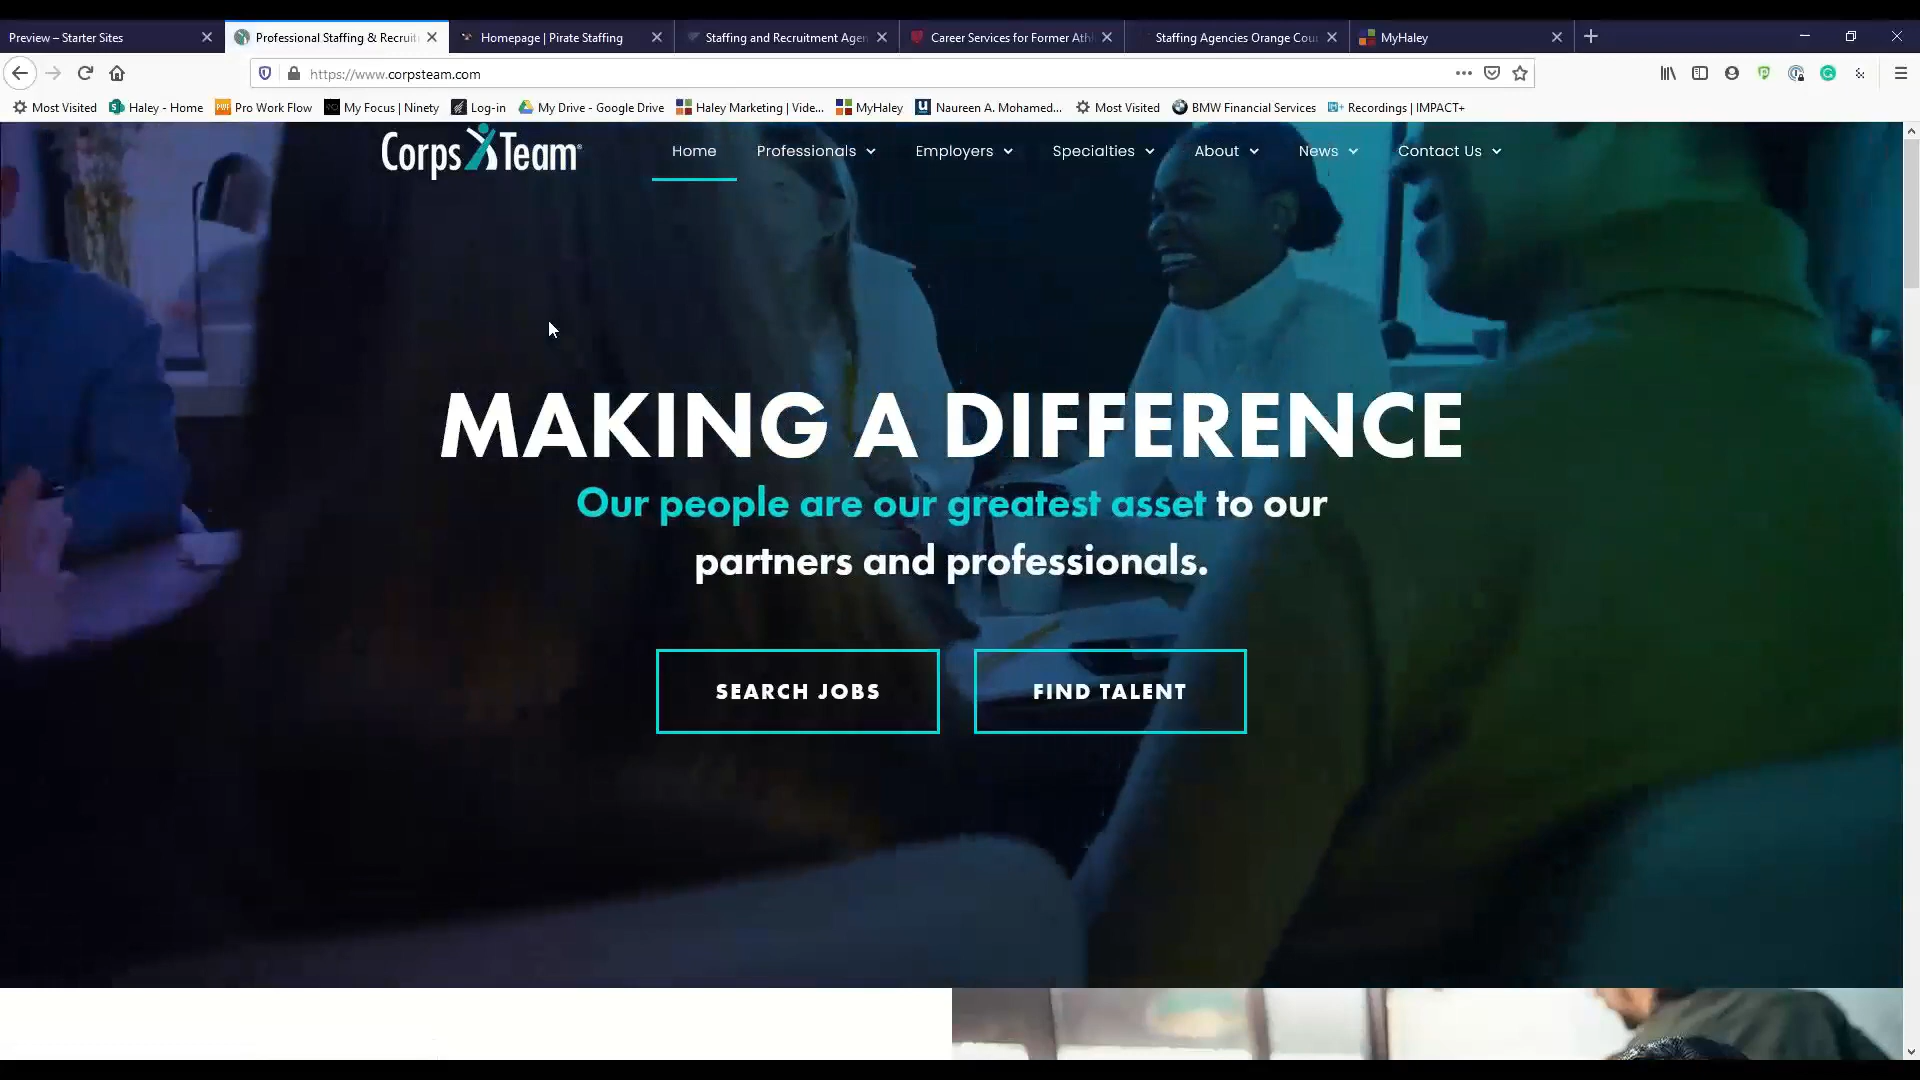 Preview – Starter Sites
Professional Staffing & Recruit
Homepage | Pirate Staffing
Staffing and Recruitment Agen
Career Services for Former Ath
Staffing Agencies Orange Cou
MyHaley
https://www.corpsteam.com
Most Visited
Haley - Home
Pro Work Flow
My Focus | Ninety
Log-in
My Drive - Google Drive
Haley Marketing | Vide...
MyHaley
Naureen A. Mohamed...
Most Visited
BMW Financial Services
Recordings | IMPACT+
Corps Team®
Home
Professionals
Employers
Specialties
About
News
Contact Us
MAKING A DIFFERENCE
Our people are our greatest asset to our
partners and professionals.
SEARCH JOBS
FIND TALENT